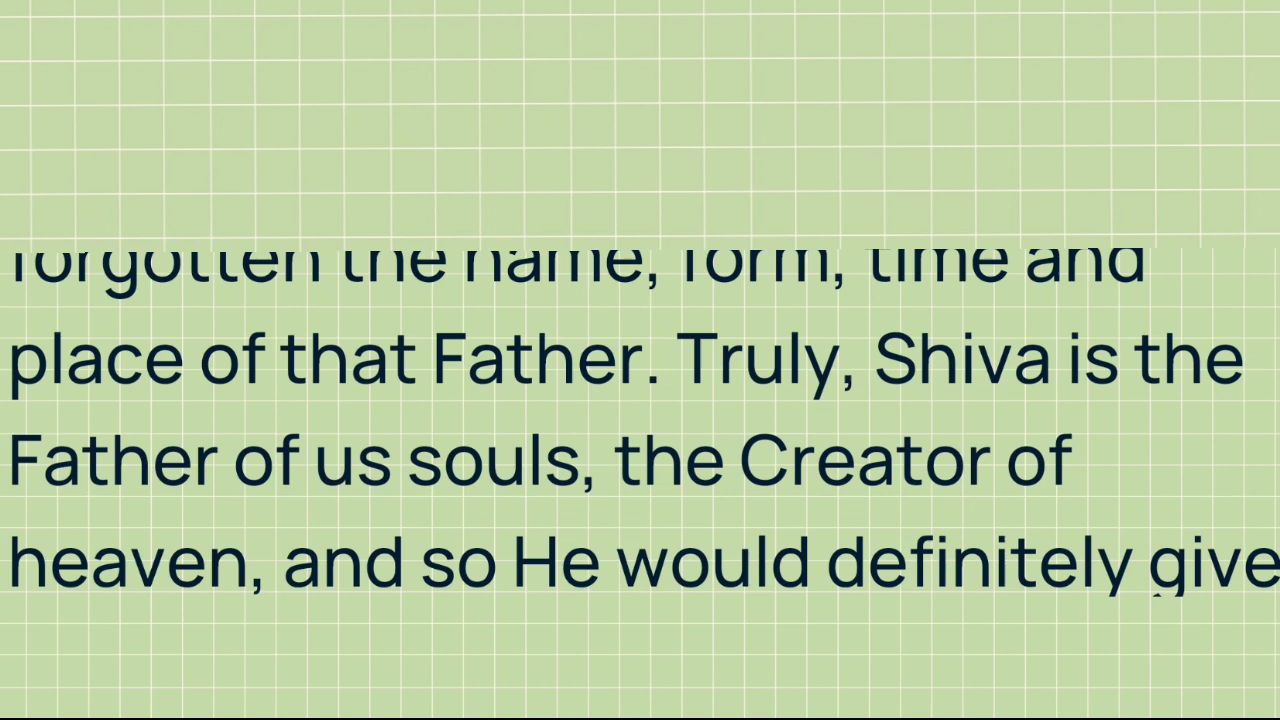 forgotten the name, form, time and
place of that Father. Truly, Shiva is the
Father of us souls, the Creator of
heaven, and so He would definitely give